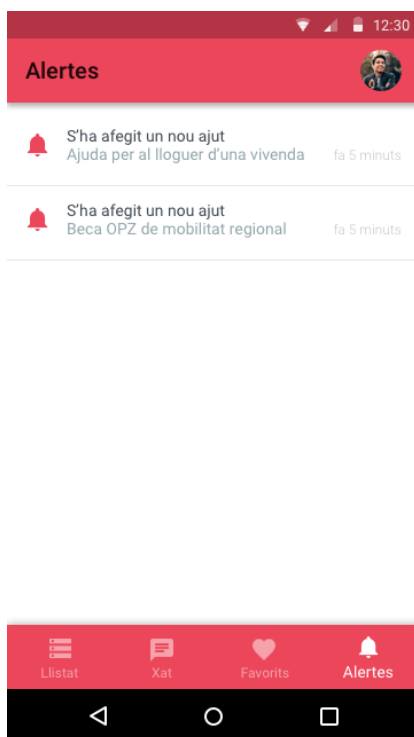 12:30
Alertes
S'ha afegit un nou ajut
Ajuda per al lloguer d'una vivenda
fa 5 minuts
S'ha afegit un nou ajut
Beca OPZ de mobilitat regional
fa 5 minuts
Llistat Xat Favorits Alertes